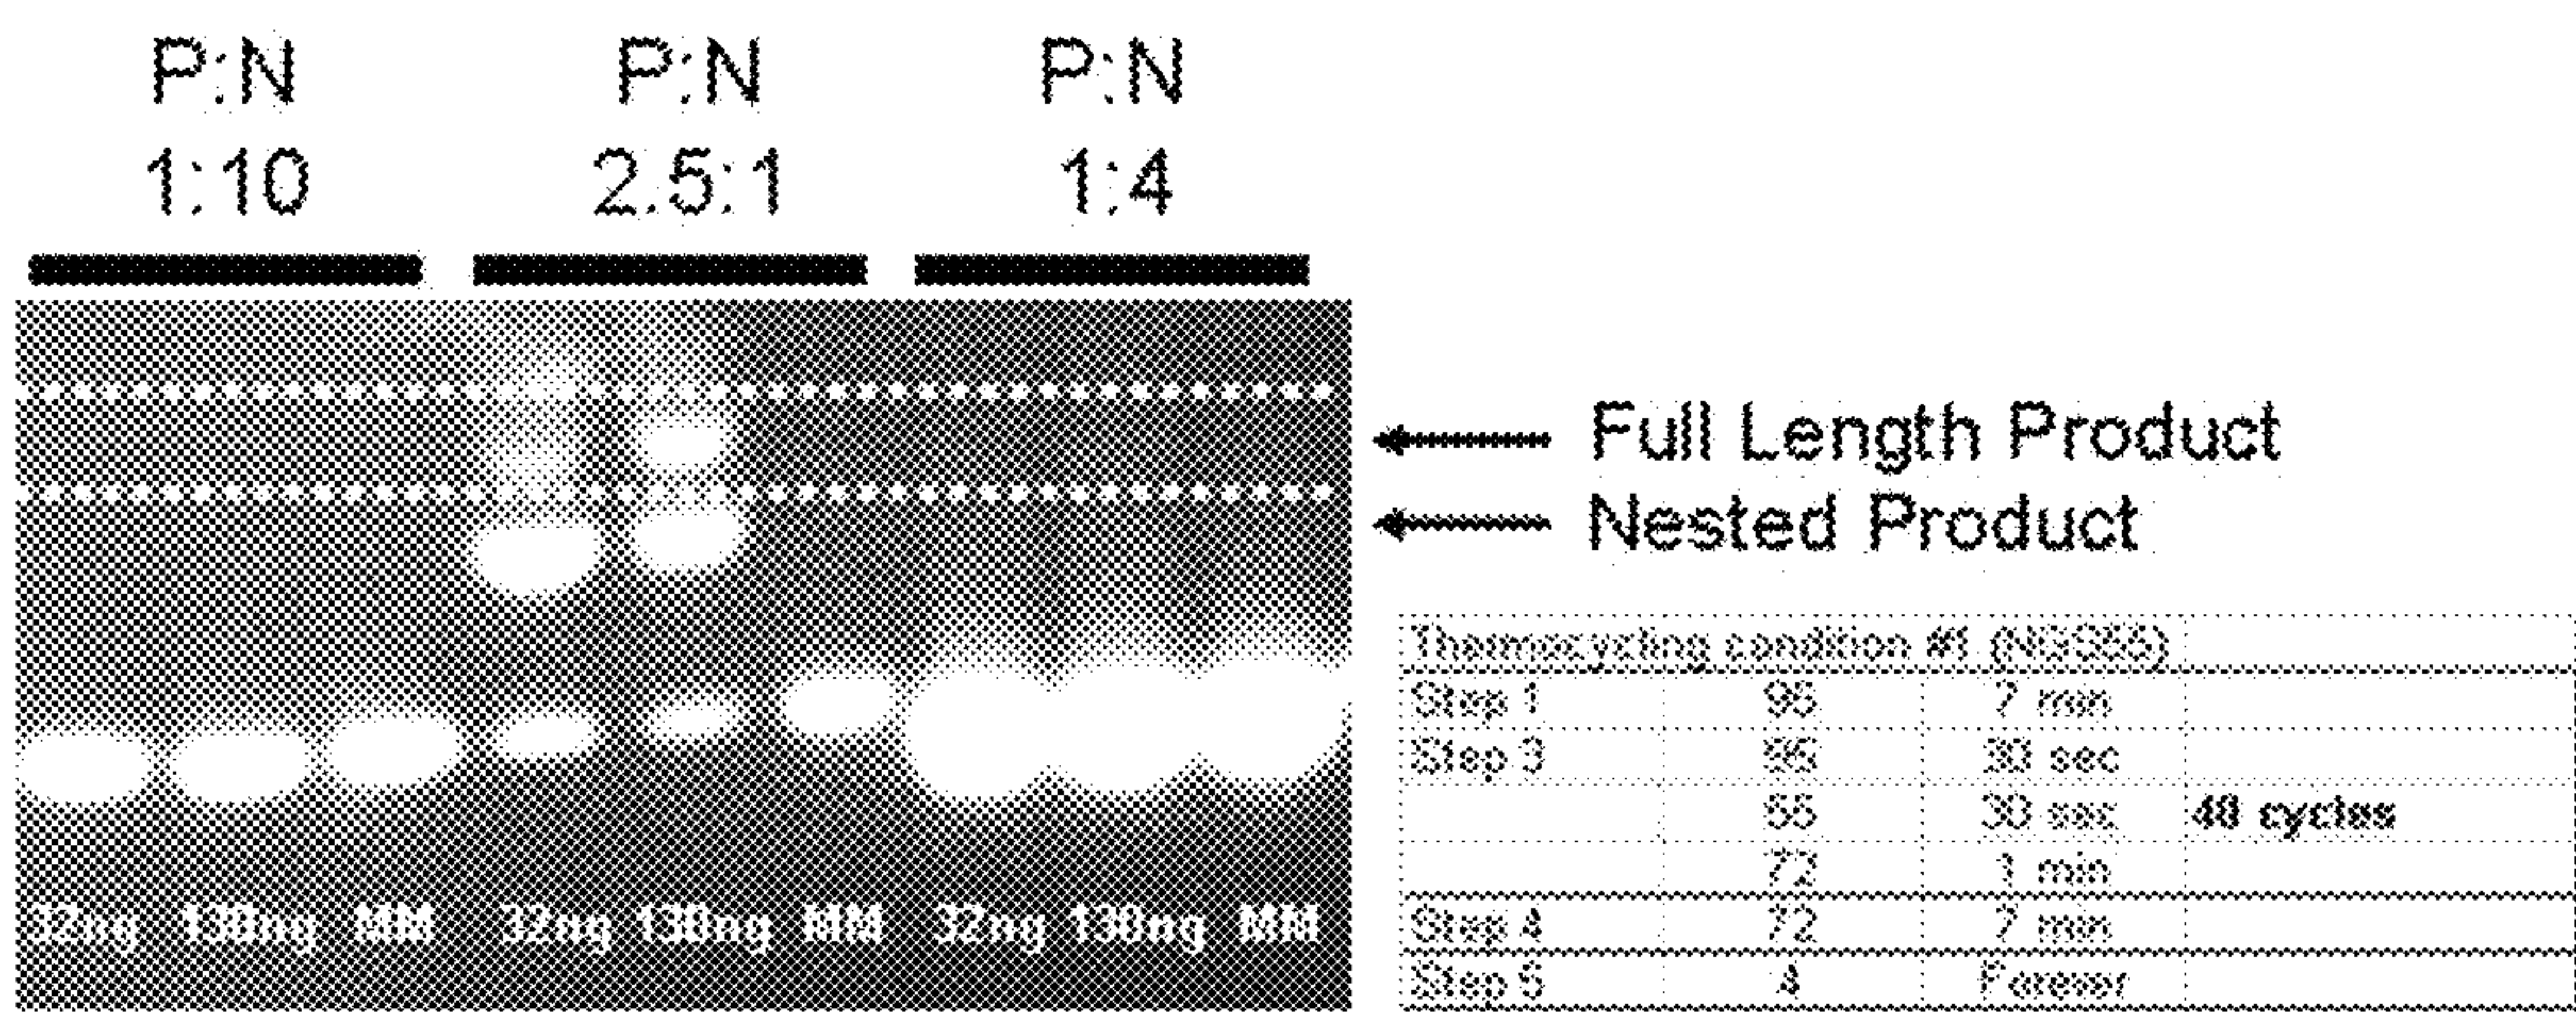 P:N P:N P:N
1:10 2.5:1 1:4
Full Length Product
Nested Product
32ng 130ng MM 32ng 130ng MM 32ng 130ng MM
Thermocycling condition #1
Step 1 95 7 min
Step 3 95 30 sec
55 30 sec 40 cycles
72 1 min
Step 4 72 7 min
Step 5 4 Forever